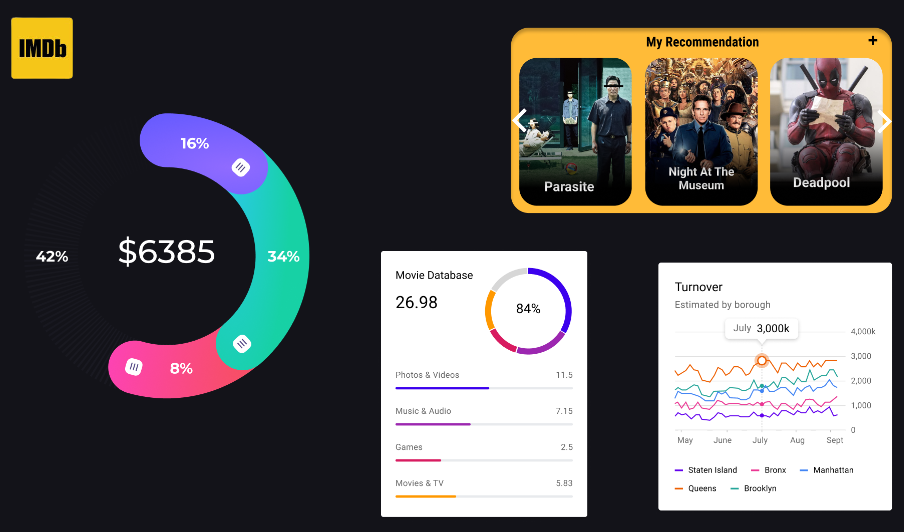 IMDb
My Recommendation
+
Parasite
Night At The
Museum
Deadpool
16%
42%
$6385
34%
8%
Movie Database
26.98
84%
Photos & Videos 11.5
Music & Audio 7.15
Games 2.5
Movies & TV 5.83
Turnover
Estimated by borough
July 3,000k
4,000k
3,000
2,000
1,000
0
May June July Aug Sept
Staten Island Bronx Manhattan
Queens Brooklyn